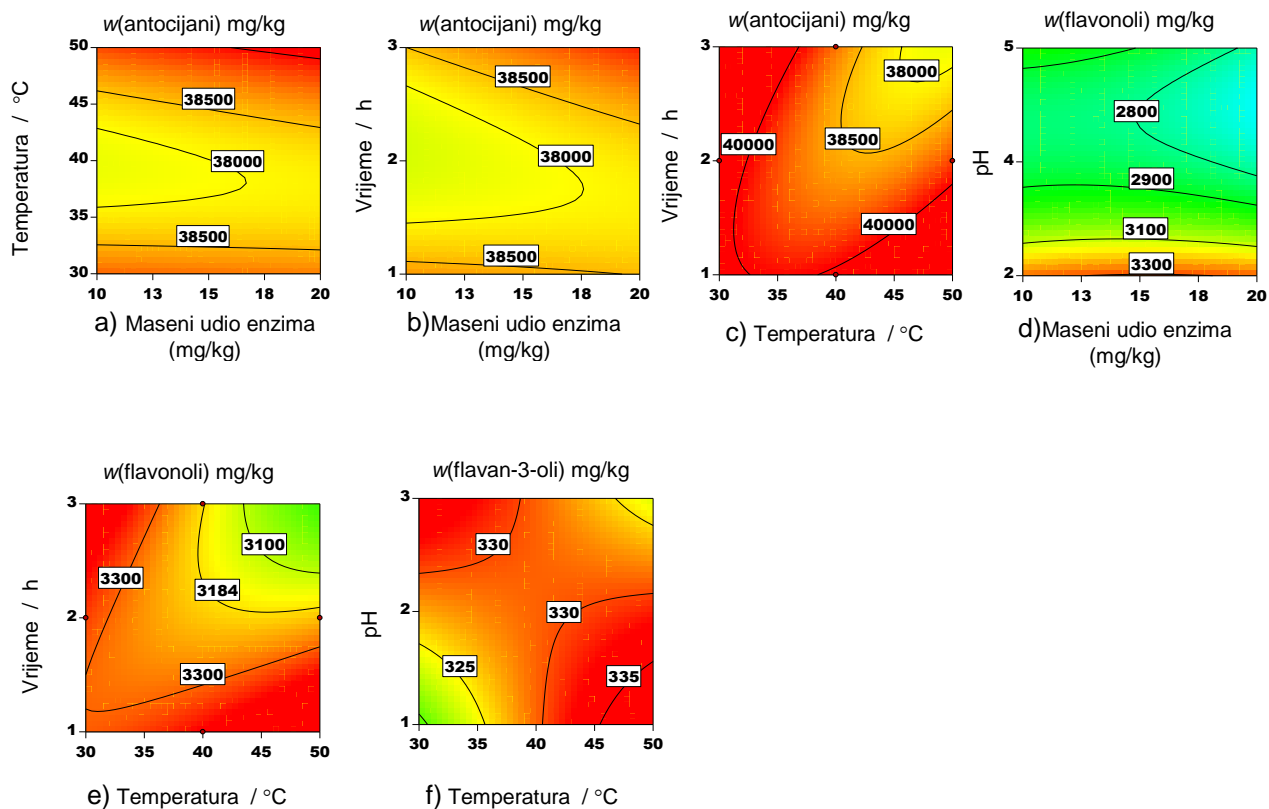 w(antocijani) mg/kg
50
45
40
35
30
Temperatura / °C
38500
38000
38500
10 13 15 18 20
a) Maseni udio enzima
(mg/kg)
w(antocijani) mg/kg
3
2
1
Vrijeme / h
38500
38000
38500
10 13 15 18 20
b)Maseni udio enzima
(mg/kg)
w(antocijani) mg/kg
3
2
1
Vrijeme / h
38000
38500
40000
40000
30 35 40 45 50
c) Temperatura / °C
w(flavonoli) mg/kg
5
4
2
pH
2800
2900
3100
3300
10 13 15 18 20
d)Maseni udio enzima
(mg/kg)
w(flavonoli) mg/kg
3
2
1
Vrijeme / h
3100
3300
3184
3300
30 35 40 45 50
e) Temperatura / °C
w(flavan-3-oli) mg/kg
3
2
1
pH
330
330
325
335
30 35 40 45 50
f) Temperatura / °C